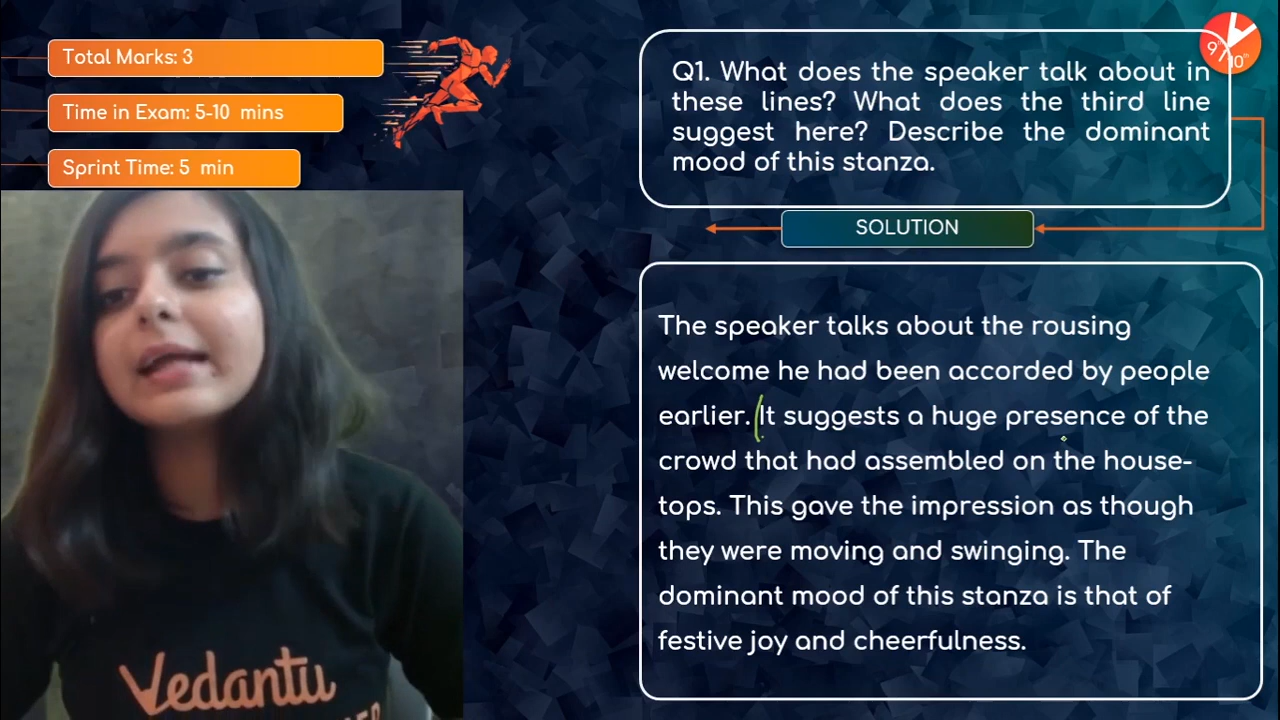 Total Marks: 3
Time in Exam: 5-10 mins
Sprint Time: 5 min
9th
10th
Q1. What does the speaker talk about in
these lines? What does the third line
suggest here? Describe the dominant
mood of this stanza.
SOLUTION
The speaker talks about the rousing
welcome he had been accorded by people
earlier. It suggests a huge presence of the
crowd that had assembled on the house-
tops. This gave the impression as though
they were moving and swinging. The
dominant mood of this stanza is that of
festive joy and cheerfulness.
Vedantu